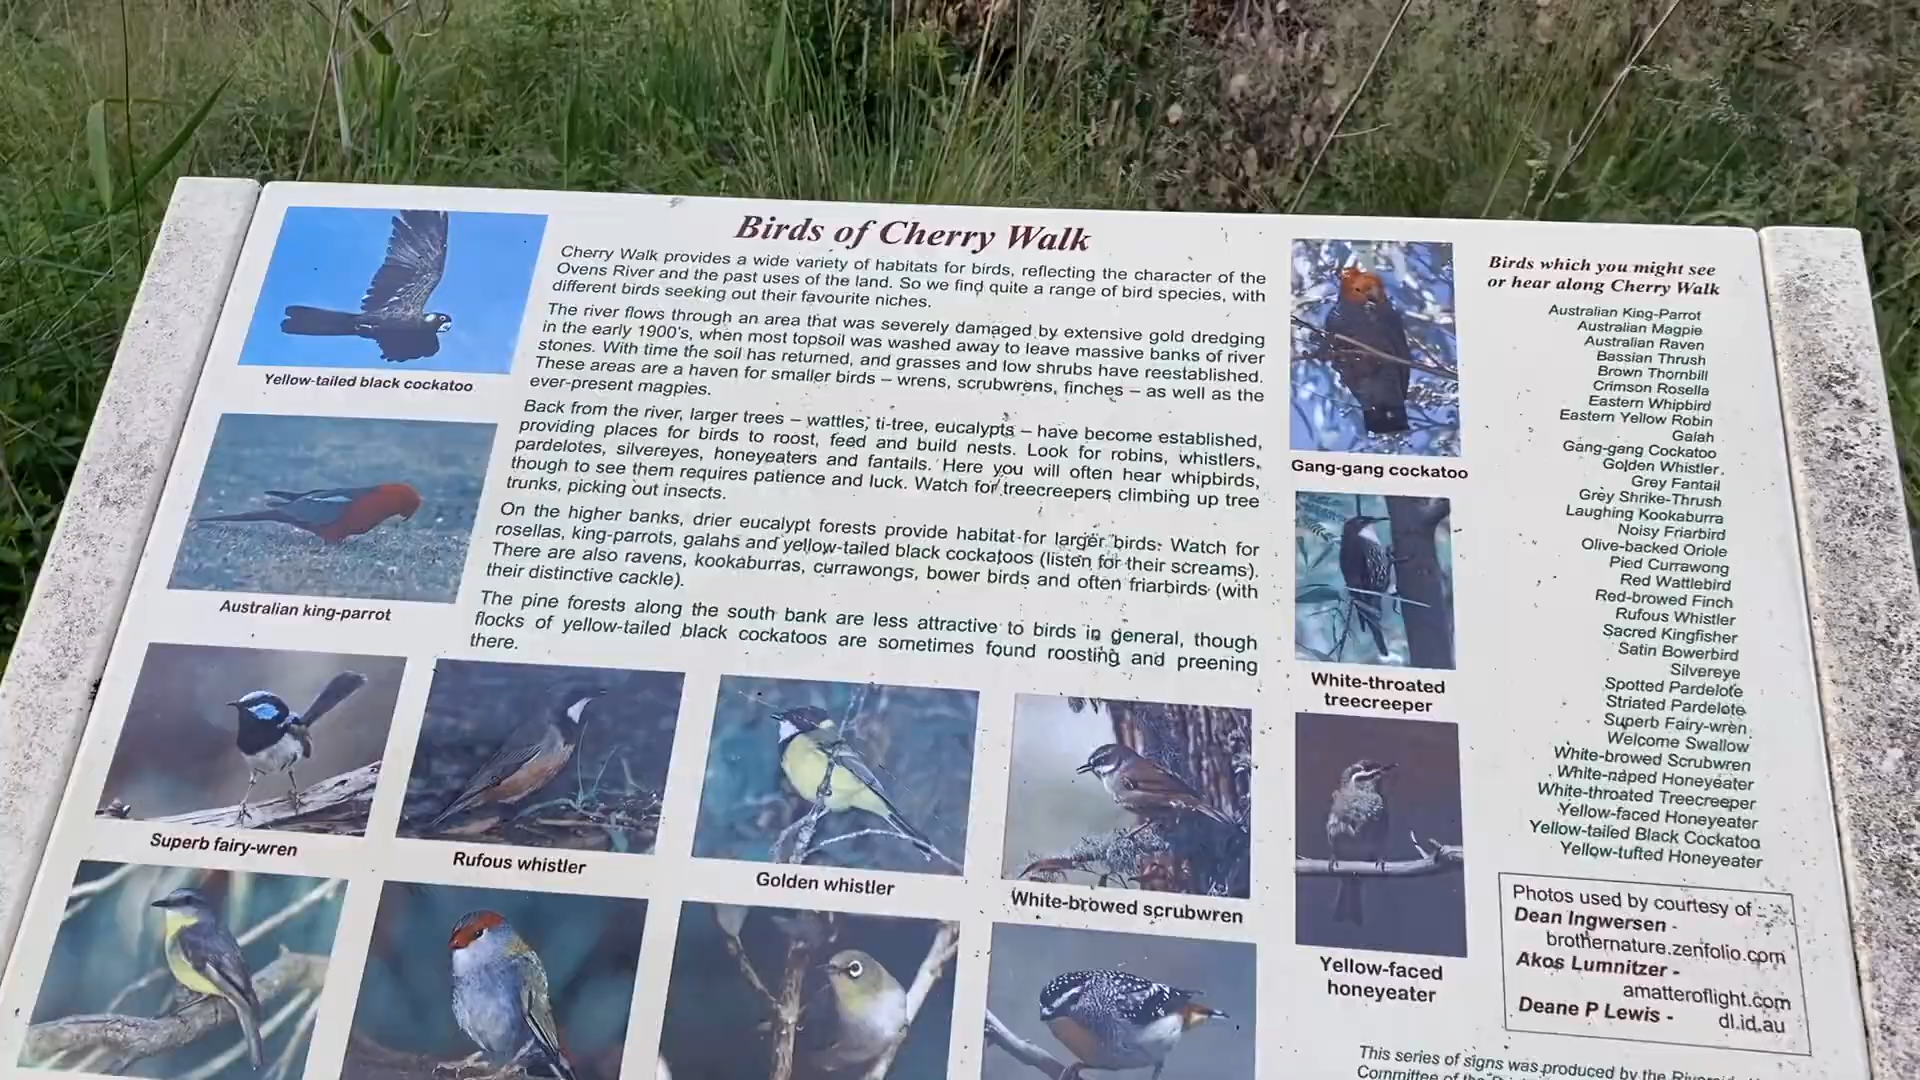 Birds of Cherry Walk
Cherry Walk provides a wide variety of habitats for birds, reflecting the character of the
Ovens River and the past uses of the land. So we find quite a range of bird species, with
different birds seeking out their favourite niches.
The river flows through an area that was severely damaged by extensive gold dredging
in the early 1900's, when most topsoil was washed away to leave massive banks of river
stones. With time the soil has returned, and grasses and low shrubs have reestablished.
These areas are a haven for smaller birds – wrens, scrubwrens, finches – as well as the
ever-present magpies.
Back from the river, larger trees – wattles, ti-tree, eucalypts – have become established,
providing places for birds to roost, feed and build nests. Look for robins, whistlers,
pardelotes, silvereyes, honeyeaters and fantails. Here you will often hear whipbirds,
though to see them requires patience and luck. Watch for treecreepers climbing up tree
trunks, picking out insects.
On the higher banks, drier eucalypt forests provide habitat for larger birds. Watch for
rosellas, king-parrots, galahs and yellow-tailed black cockatoos (listen for their screams).
There are also ravens, kookaburras, currawongs, bower birds and often friarbirds (with
their distinctive cackle).
The pine forests along the south bank are less attractive to birds in general, though
flocks of yellow-tailed black cockatoos are sometimes found roosting and preening
there.
Yellow-tailed black cockatoo
Australian king-parrot
Superb fairy-wren
Rufous whistler
Golden whistler
White-browed scrubwren
Gang-gang cockatoo
White-throated
treecreeper
Yellow-faced
honeyeater
Birds which you might see
or hear along Cherry Walk
Australian King-Parrot
Australian Magpie
Australian Raven
Bassian Thrush
Brown Thornbill
Crimson Rosella
Eastern Whipbird
Eastern Yellow Robin
Galah
Gang-gang Cockatoo
Golden Whistler
Grey Fantail
Grey Shrike-Thrush
Laughing Kookaburra
Noisy Friarbird
Olive-backed Oriole
Pied Currawong
Red Wattlebird
Red-browed Finch
Rufous Whistler
Sacred Kingfisher
Satin Bowerbird
Silvereye
Spotted Pardelote
Striated Pardelote
Superb Fairy-wren
Welcome Swallow
White-browed Scrubwren
White-naped Honeyeater
White-throated Treecreeper
Yellow-faced Honeyeater
Yellow-tailed Black Cockatoo
Yellow-tufted Honeyeater
Photos used by courtesy of
Dean Ingwersen -
brothernature.zenfolio.com
Akos Lumnitzer -
amatteroflight.com
Deane P Lewis -
dl.id.au
This series of signs was produced by the
Committee of the